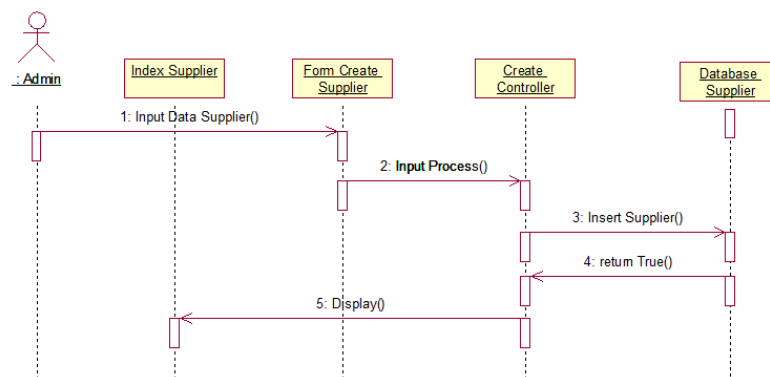 : Admin
Index Supplier
Form Create
Supplier
Create
Controller
Database
Supplier
1: Input Data Supplier()
2: Input Process()
3: Insert Supplier()
4: return True()
5: Display()